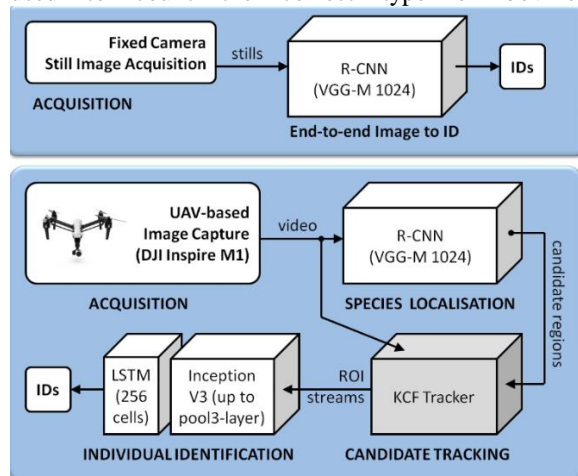 Fixed Camera
Still Image Acquisition
stills
R-CNN
(VGG-M 1024)
IDs
ACQUISITION
End-to-end Image to ID
UAV-based
Image Capture
(DJI Inspire M1)
video
R-CNN
(VGG-M 1024)
candidate regions
ACQUISITION
SPECIES LOCALISATION
IDs
LSTM
(256
cells)
Inception
V3 (up to
pool3-layer)
ROI
streams
KCF Tracker
INDIVIDUAL IDENTIFICATION
CANDIDATE TRACKING